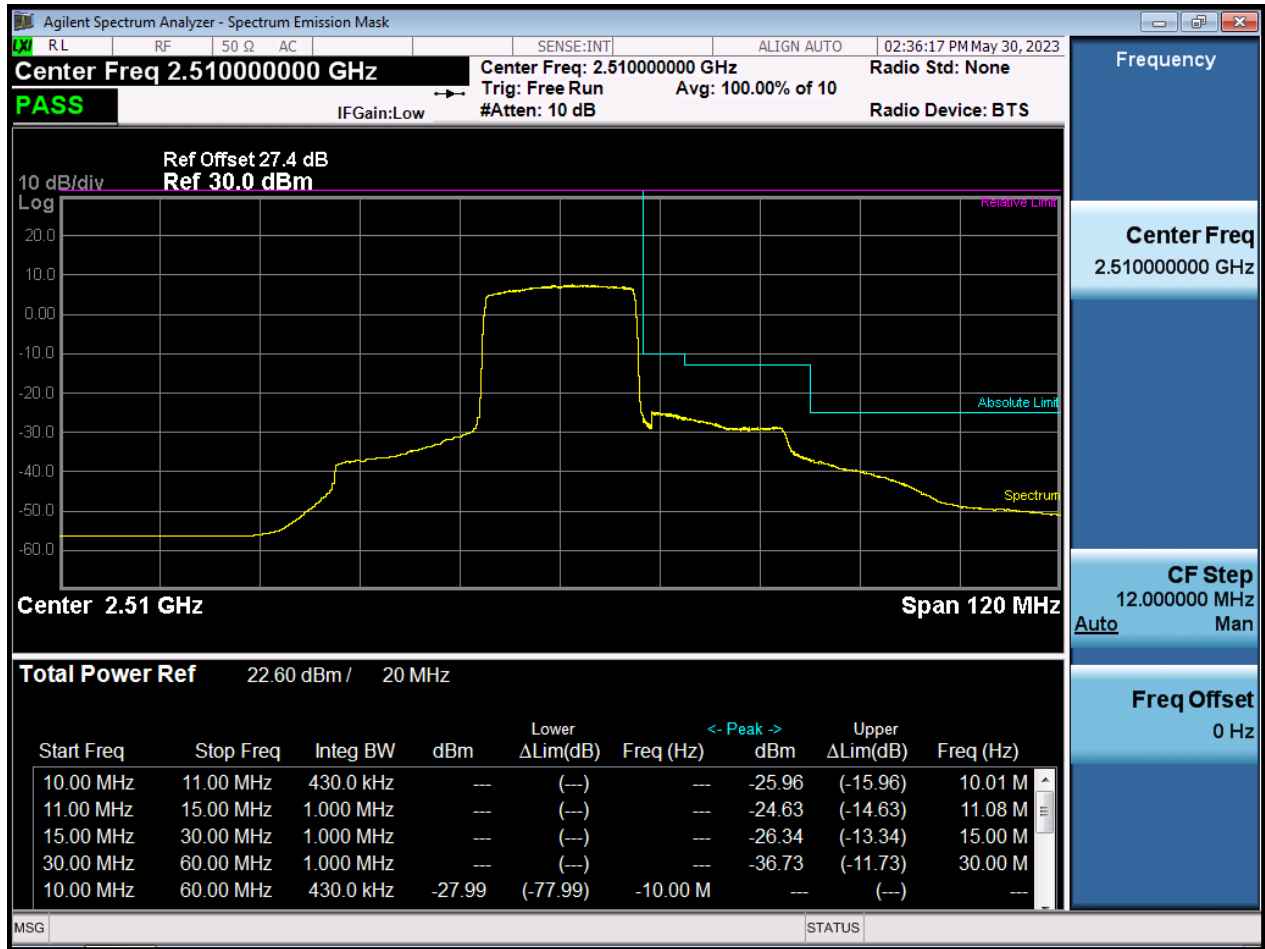 Agilent Spectrum Analyzer - Spectrum Emission Mask
LXI RL RF 50 Ω AC SENSE:INT ALIGN AUTO 02:36:17 PM May 30, 2023
Center Freq 2.510000000 GHz Center Freq: 2.510000000 GHz Radio Std: None
Trig: Free Run Avg: 100.00% of 10
PASS IFGain:Low #Atten: 10 dB Radio Device: BTS
Ref Offset 27.4 dB
10 dB/div Ref 30.0 dBm
Log
Relative Limit
20.0
10.0
0.00
-10.0
-20.0
Absolute Limit
-30.0
-40.0
Spectrum
-50.0
-60.0
Center 2.51 GHz Span 120 MHz
Total Power Ref 22.60 dBm / 20 MHz
Lower <- Peak -> Upper
Start Freq Stop Freq Integ BW dBm ΔLim(dB) Freq (Hz) dBm ΔLim(dB) Freq (Hz)
10.00 MHz 11.00 MHz 430.0 kHz --- (---) --- -25.96 (-15.96) 10.01 M
11.00 MHz 15.00 MHz 1.000 MHz --- (---) --- -24.63 (-14.63) 11.08 M
15.00 MHz 30.00 MHz 1.000 MHz --- (---) --- -26.34 (-13.34) 15.00 M
30.00 MHz 60.00 MHz 1.000 MHz --- (---) --- -36.73 (-11.73) 30.00 M
10.00 MHz 60.00 MHz 430.0 kHz -27.99 (-77.99) -10.00 M --- (---) ---
MSG STATUS
Frequency
Center Freq
2.510000000 GHz
CF Step
12.000000 MHz
Auto Man
Freq Offset
0 Hz